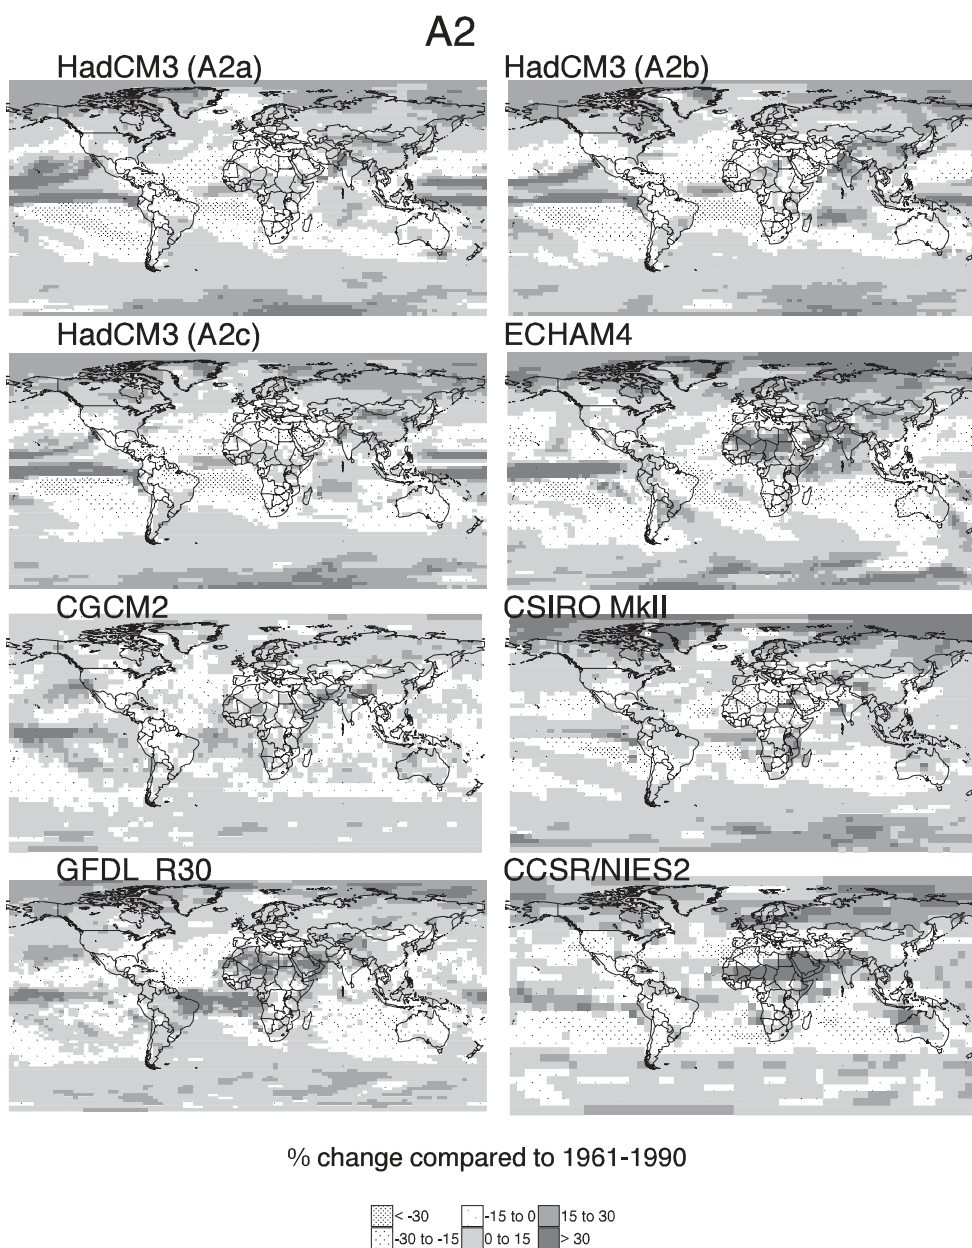 A2
HadCM3 (A2a)
HadCM3 (A2b)
HadCM3 (A2c)
ECHAM4
CGCM2
CSIRO MkII
GFDL R30
CCSR/NIES2
% change compared to 1961-1990
< -30
-15 to 0
15 to 30
-30 to -15
0 to 15
> 30